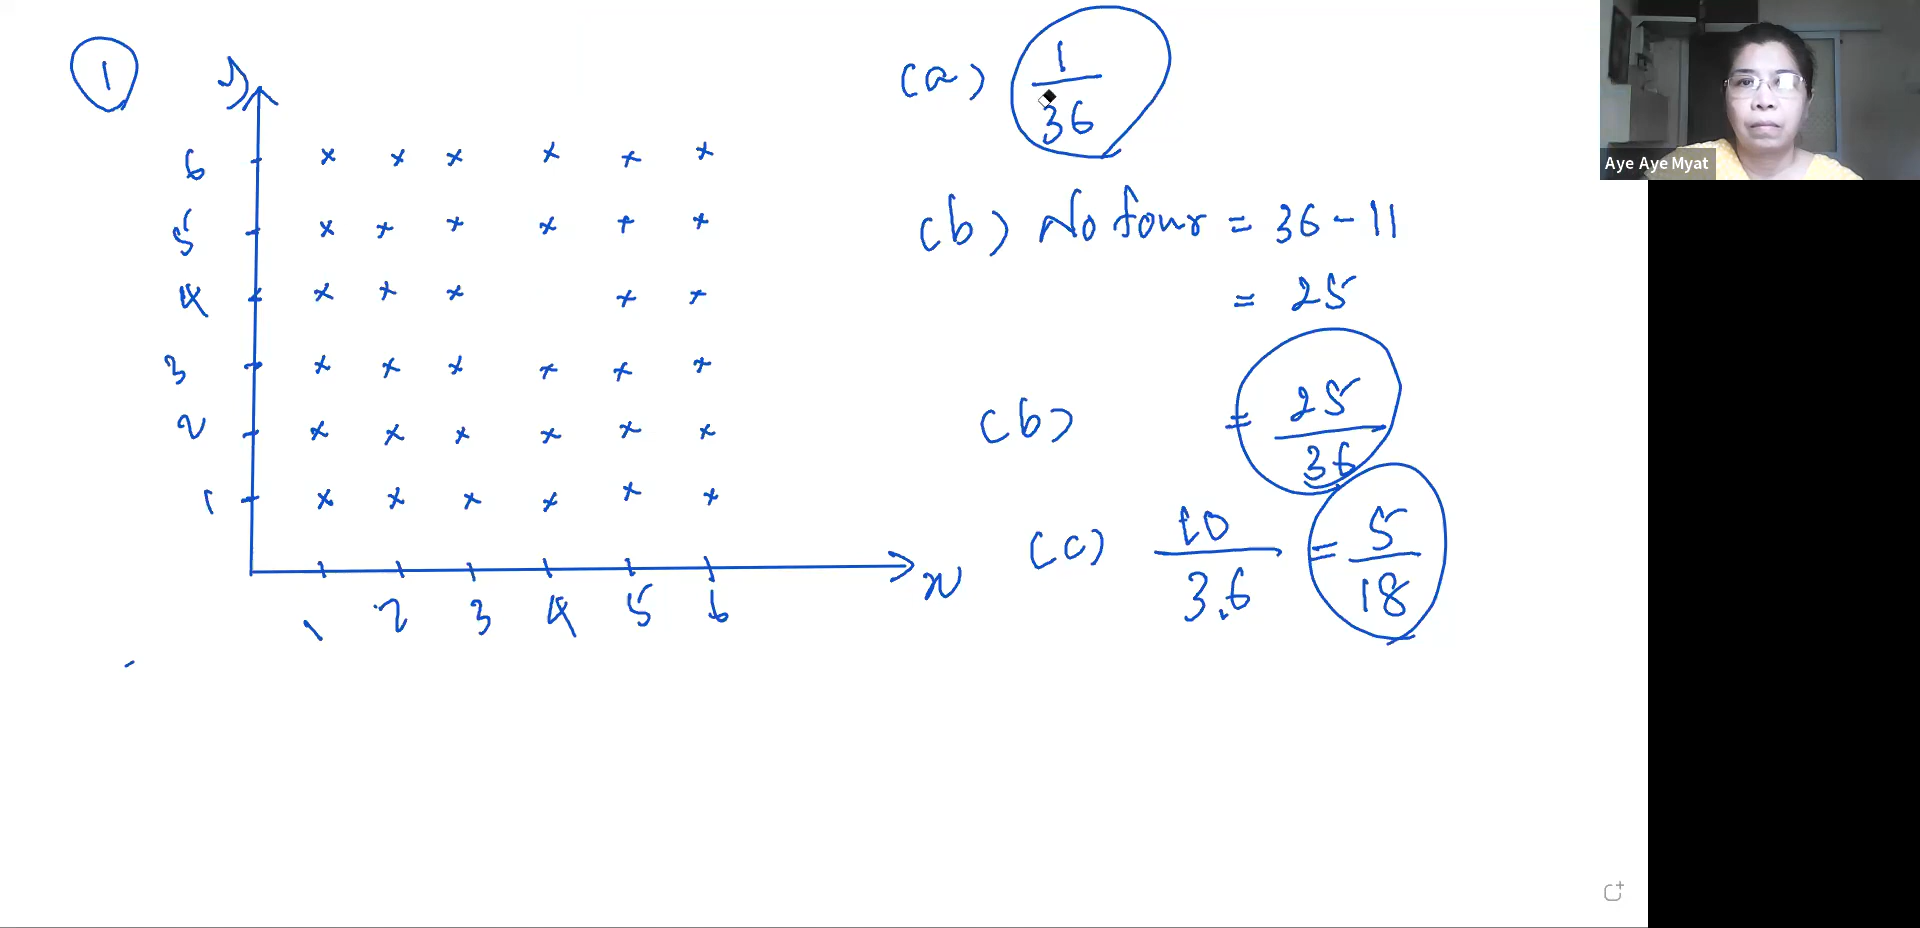 1
y
6
5
4
3
2
1
1 2 3 4 5 6
x
(a) 1/36
(b) No four = 36 - 11
= 25
(b) = 25/36
(c) 10/36 = 5/18
Aye Aye Myat